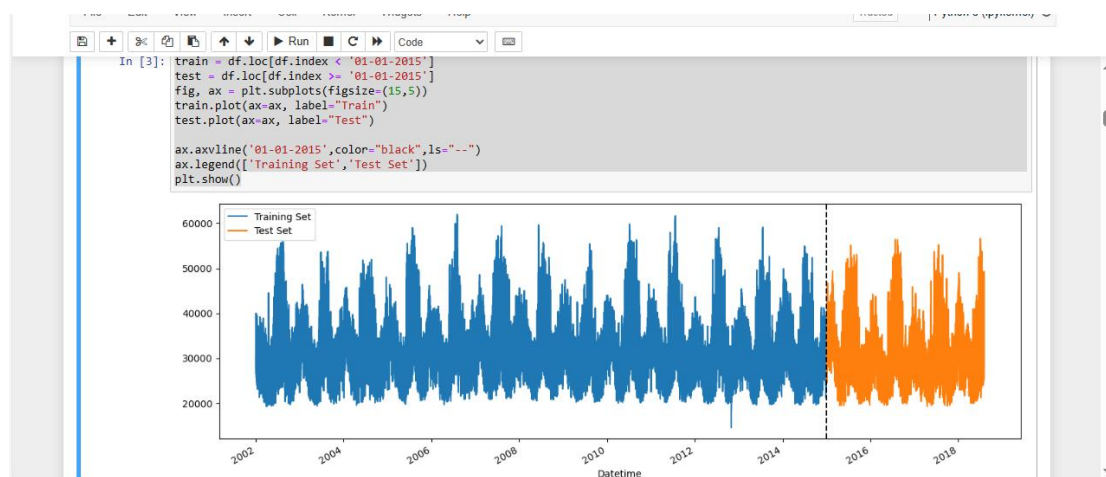 Run
Code
In [3]: train = df.loc[df.index < '01-01-2015']
test = df.loc[df.index >= '01-01-2015']
fig, ax = plt.subplots(figsize=(15,5))
train.plot(ax=ax, label="Train")
test.plot(ax=ax, label="Test")
ax.axvline('01-01-2015',color="black",ls="--")
ax.legend(['Training Set','Test Set'])
plt.show()
Training Set
Test Set
60000
50000
40000
30000
20000
2002
2004
2006
2008
2010
2012
2014
2016
2018
Datetime